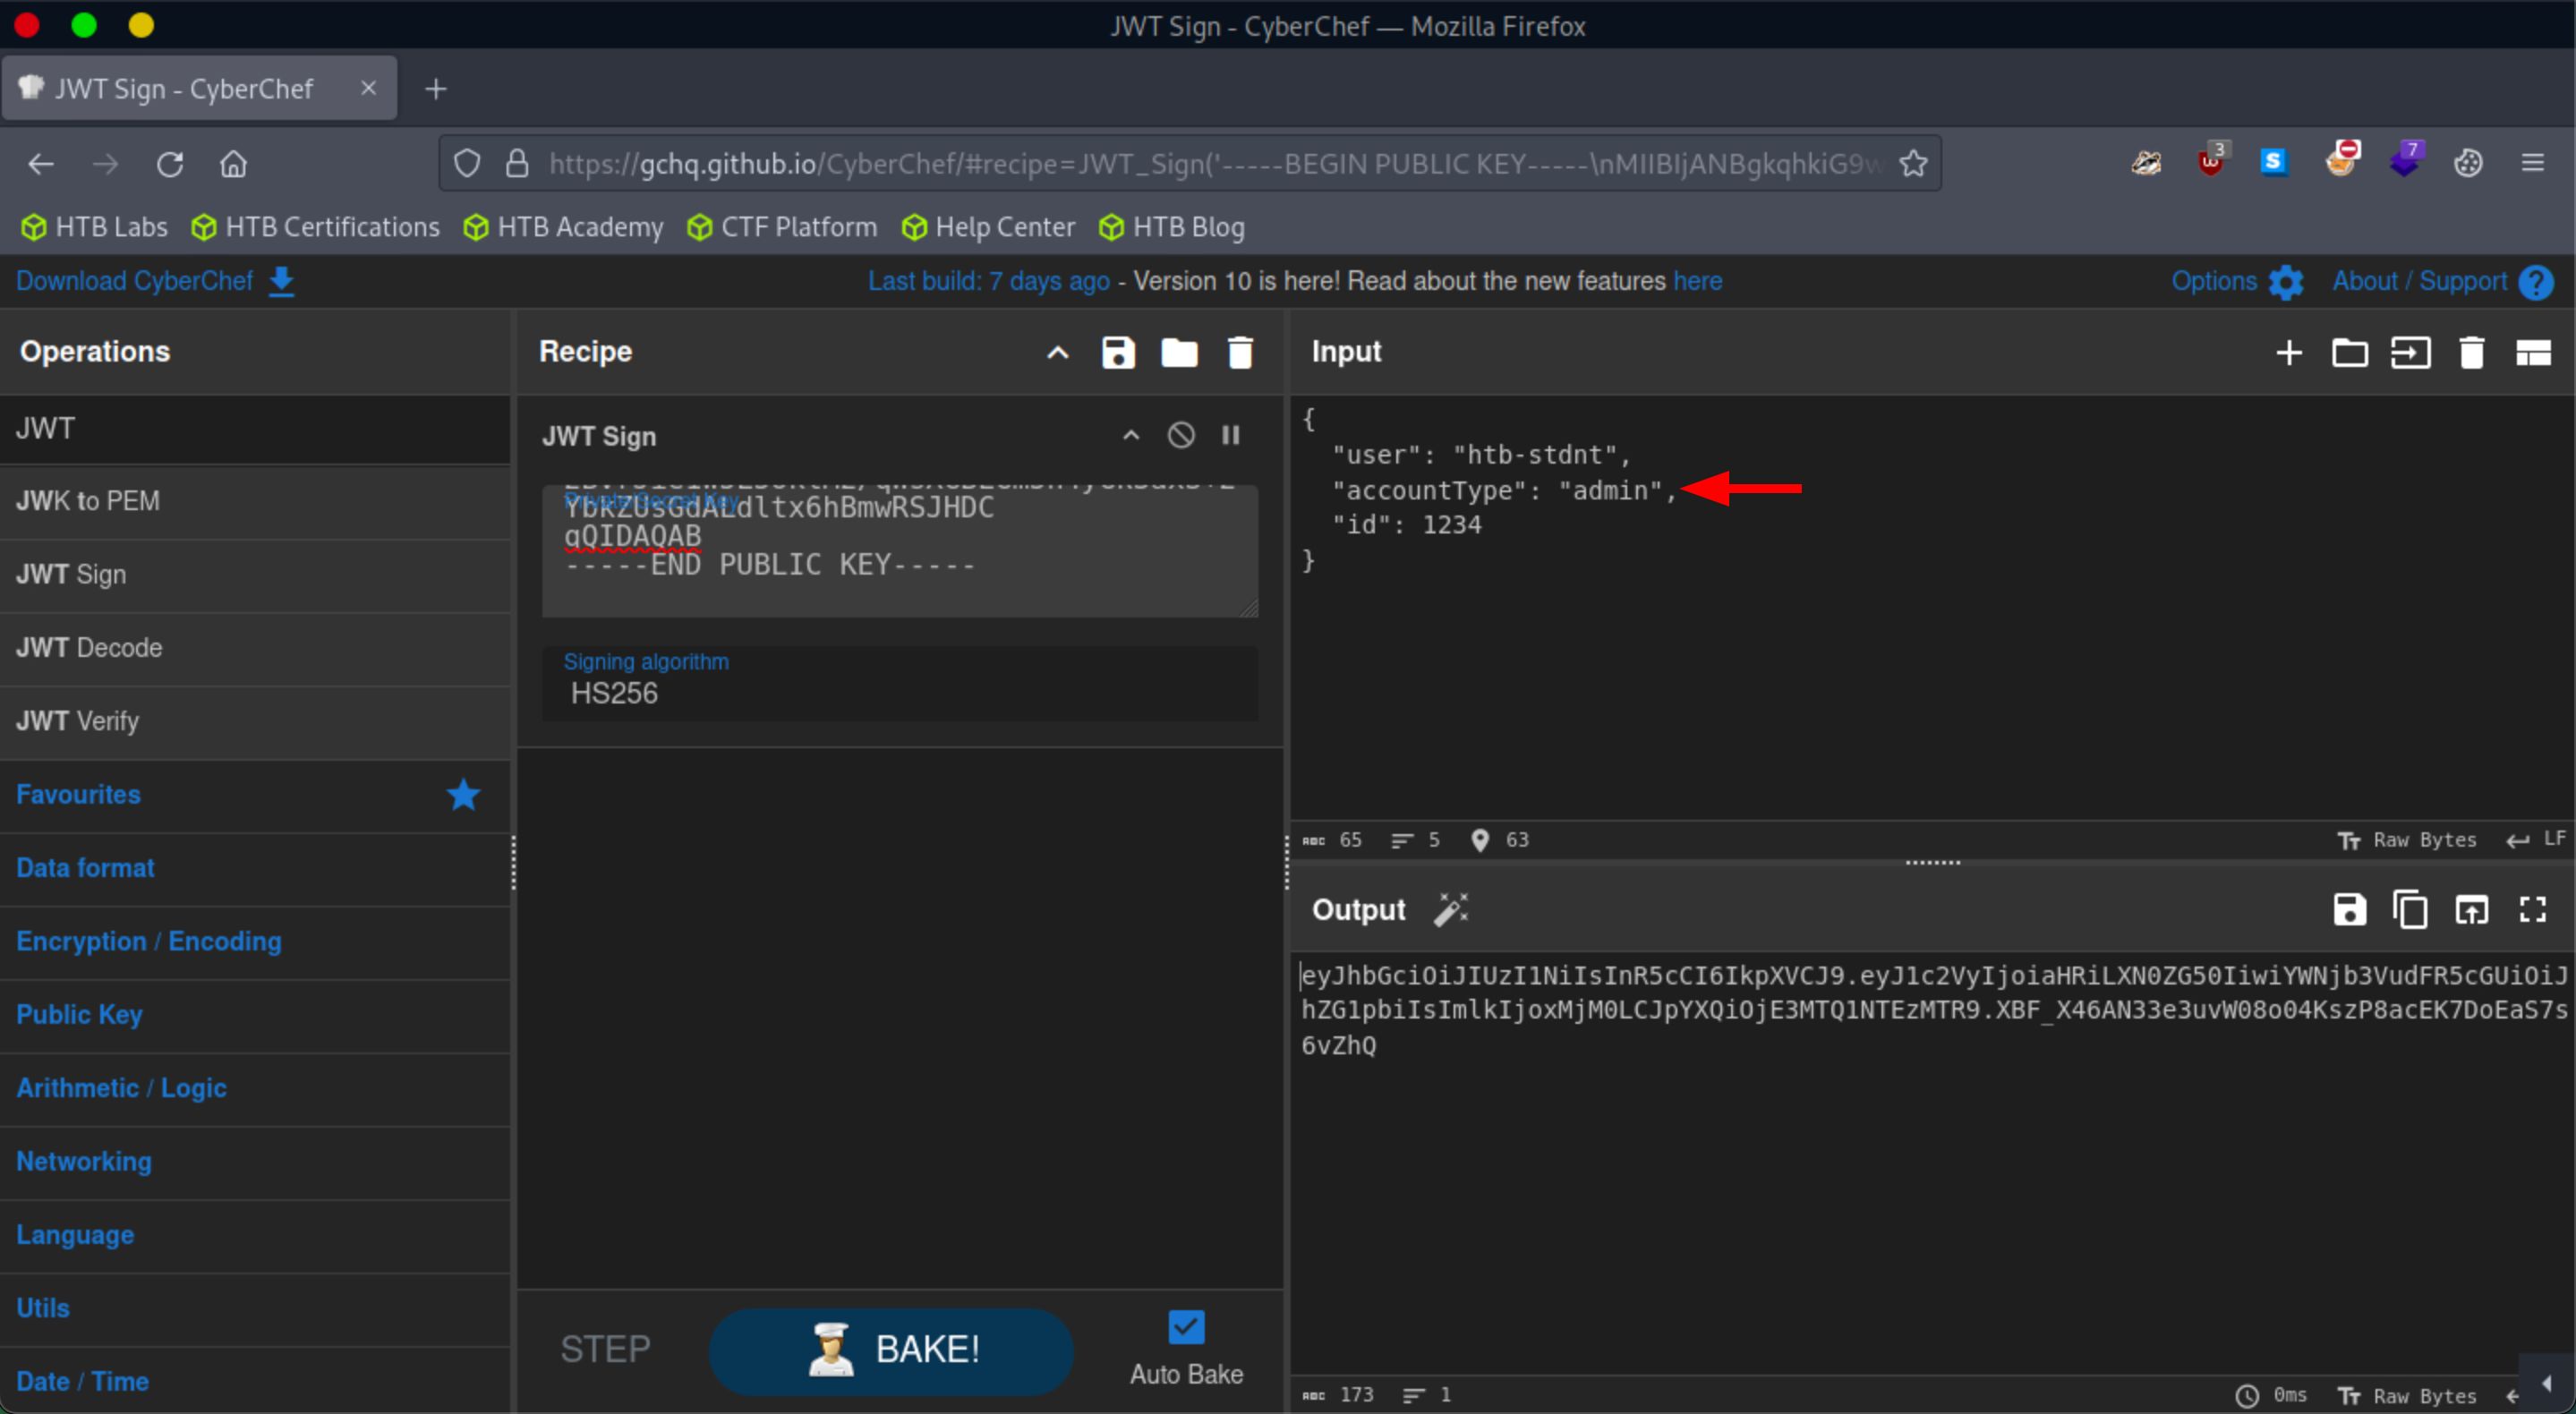 JWT Sign - CyberChef — Mozilla Firefox
JWT Sign - CyberChef
https://gchq.github.io/CyberChef/#recipe=JWT_Sign('-----BEGIN PUBLIC KEY-----\nMIIBIjANBgkqhkiG9w
3
7
HTB Labs HTB Certifications HTB Academy CTF Platform Help Center HTB Blog
Download CyberChef
Last build: 7 days ago - Version 10 is here! Read about the new features here
Options
About / Support
Operations
JWT
JWK to PEM
JWT Sign
JWT Decode
JWT Verify
Favourites
Data format
Encryption / Encoding
Public Key
Arithmetic / Logic
Networking
Language
Utils
Date / Time
Recipe
JWT Sign
Private/Secret Key
qQIDAQAB
-----END PUBLIC KEY-----
Signing algorithm
HS256
STEP
BAKE!
Auto Bake
Input
{
"user": "htb-stdnt",
"accountType": "admin",
"id": 1234
}
65 5 63
Raw Bytes LF
Output
eyJhbGciOiJIUzI1NiIsInR5cCI6IkpXVCJ9.eyJ1c2VyIjoiaHRiLXN0ZG50IiwiYWNjb3VudFR5cGUiOiJ
hZG1pbiIsImlkIjoxMjM0LCJpYXQiOjE3MTQ1NTEzMTR9.XBF_X46AN33e3uvW08o04KszP8acEK7DoEaS7s
6vZhQ
173 1
0ms Raw Bytes